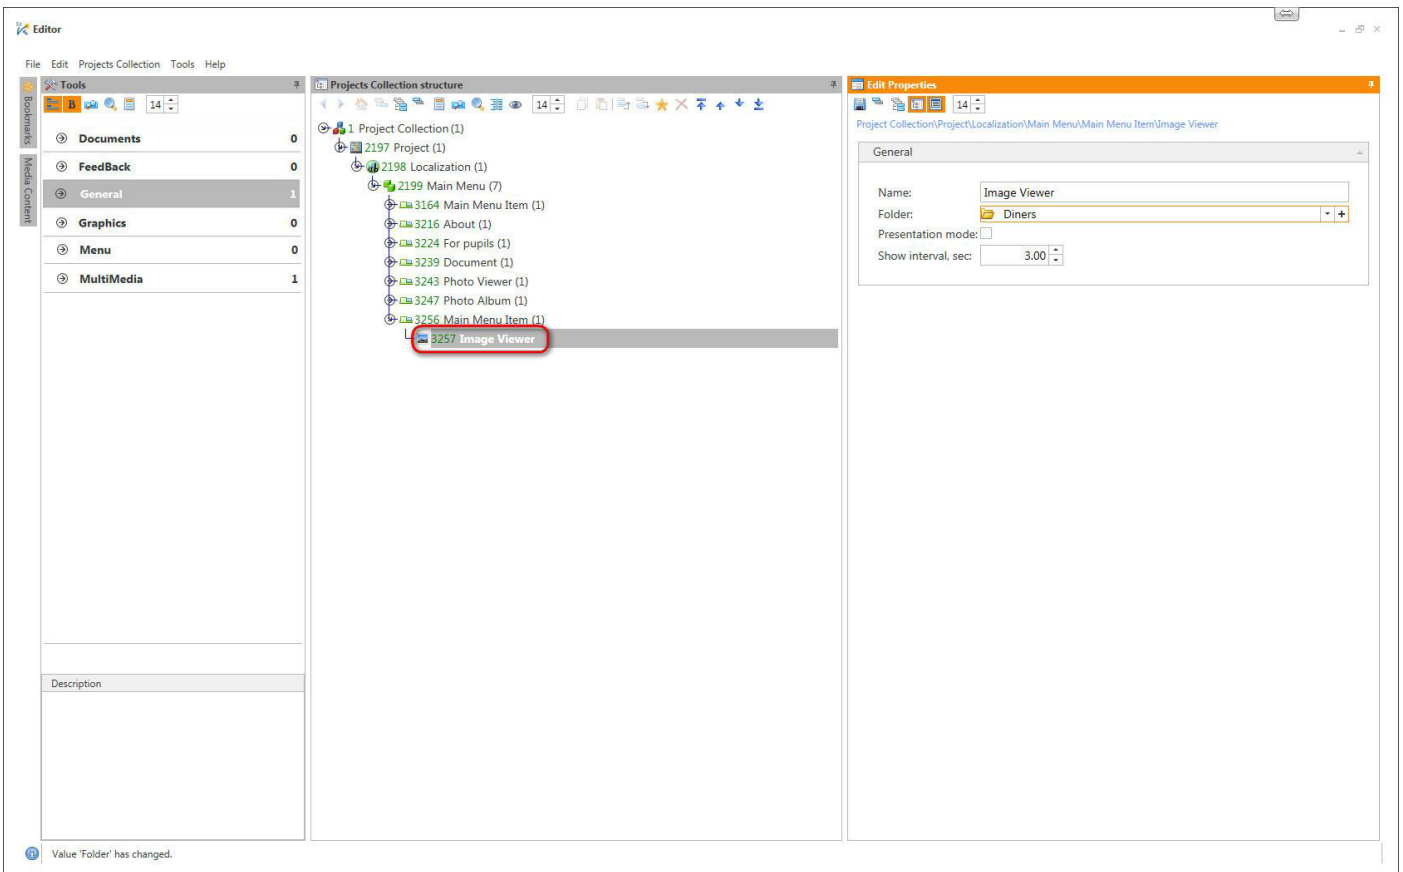 Editor
File Edit Projects Collection Tools Help
Bookmarks
Media Content
Tools
B 14
Documents 0
FeedBack 0
General 1
Graphics 0
Menu 0
MultiMedia 1
Description
Projects Collection structure
14
1 Project Collection (1)
2197 Project (1)
2198 Localization (1)
2199 Main Menu (7)
3164 Main Menu Item (1)
3216 About (1)
3224 For pupils (1)
3239 Document (1)
3243 Photo Viewer (1)
3247 Photo Album (1)
3256 Main Menu Item (1)
3257 Image Viewer
Edit Properties
14
Project Collection\Project\Localization\Main Menu\Main Menu Item\Image Viewer
General
Name: Image Viewer
Folder: Diners
Presentation mode:
Show interval, sec: 3.00
Value 'Folder' has changed.